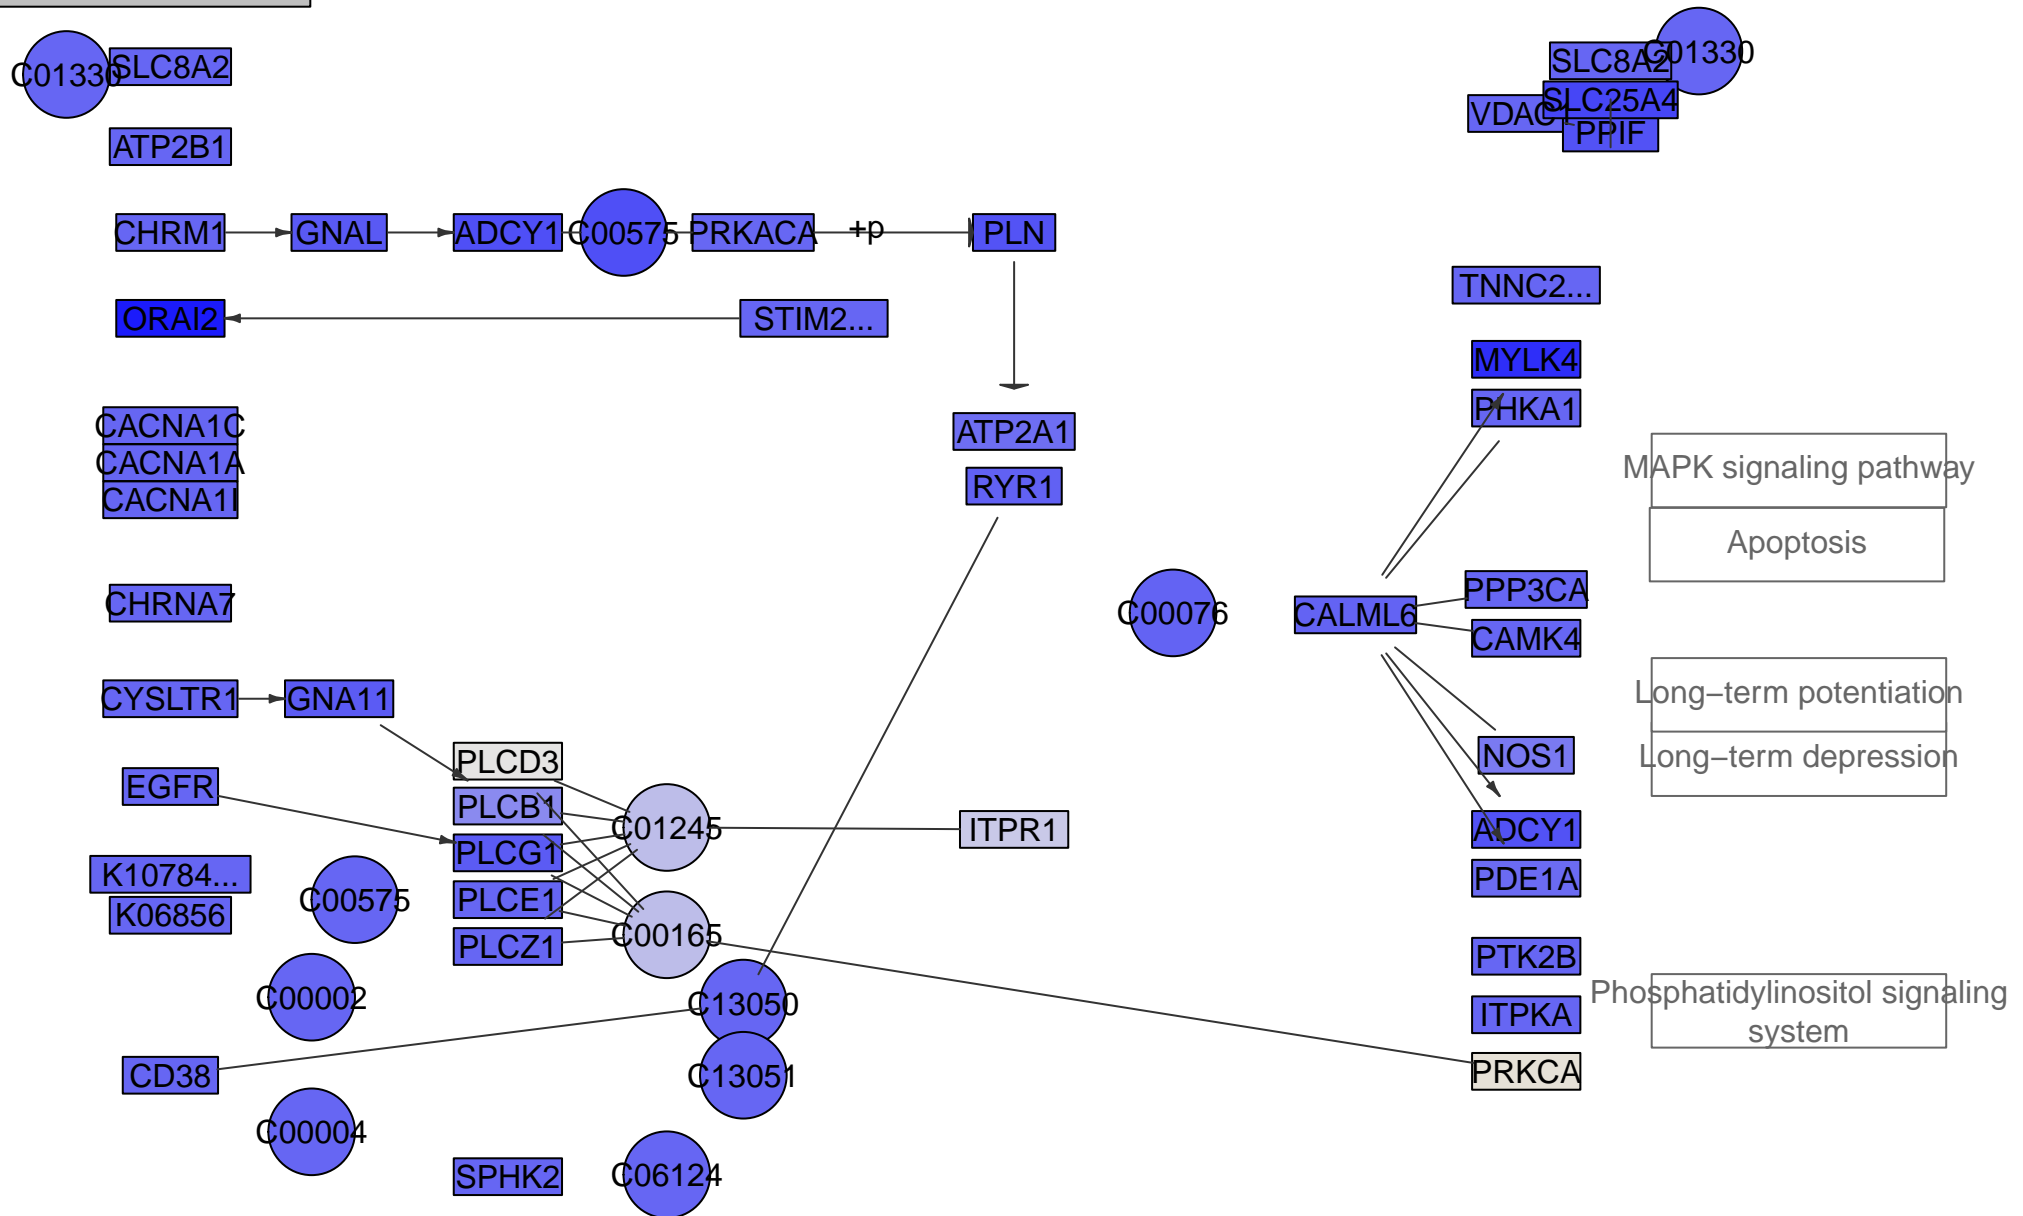 C01330
SLC8A2
SLC8A2
C01330
SLC25A4
VDAC1
PPIF
ATP2B1
CHRM1
GNAL
ADCY1
C00575
PRKACA
+p
PLN
TNNC2...
ORAI2
STIM2...
MYLK4
PHKA1
CACNA1C
CACNA1A
CACNA1I
ATP2A1
RYR1
MAPK signaling pathway
Apoptosis
CHRNA7
C00076
CALML6
PPP3CA
CAMK4
CYSLTR1
GNA11
Long−term potentiation
Long−term depression
NOS1
PLCD3
EGFR
PLCB1
C01245
ITPR1
ADCY1
PLCG1
K10784...
C00575
PLCE1
PDE1A
K06856
C00165
PLCZ1
PTK2B
C00002
C13050
Phosphatidylinositol signaling
system
ITPKA
CD38
C13051
PRKCA
C00004
SPHK2
C06124